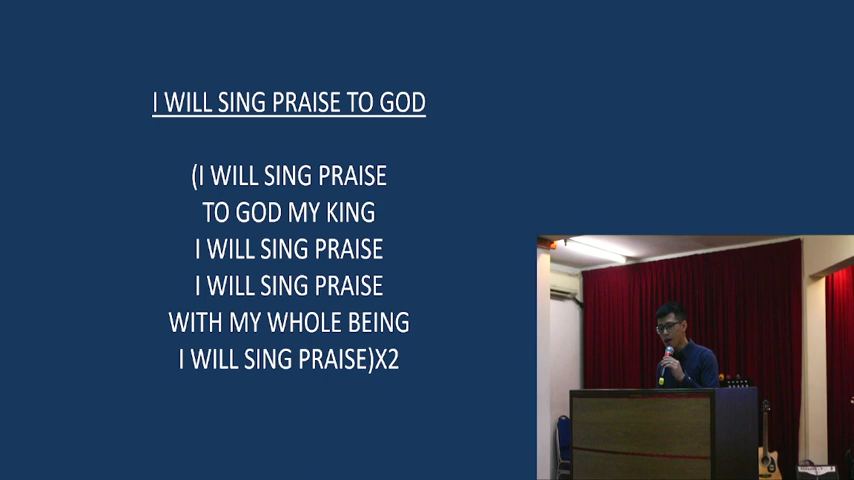 I WILL SING PRAISE TO GOD
(I WILL SING PRAISE
TO GOD MY KING
I WILL SING PRAISE
I WILL SING PRAISE
WITH MY WHOLE BEING
I WILL SING PRAISE)X2